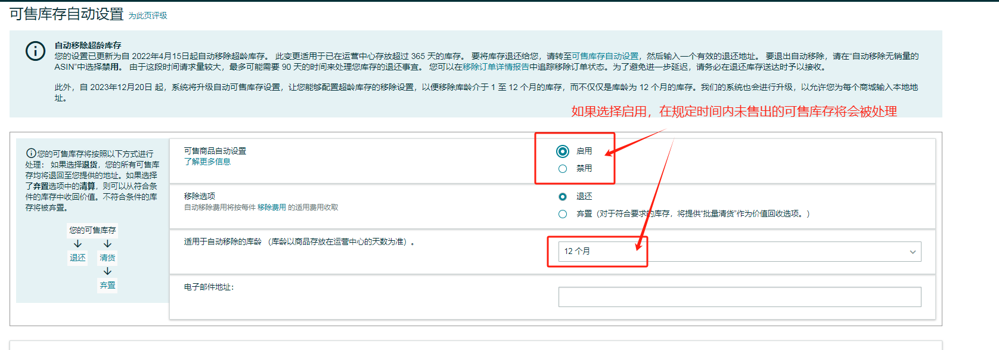 可售库存自动设置 为此页评级
自动移除超龄库存
您的设置已更新为自 2022年4月15日起自动移除超龄库存。 此变更适用于已在运营中心存放超过 365 天的库存。 要将库存退还给您，请转至可售库存自动设置，然后输入一个有效的退还地址。 要退出自动移除，请在“自动移除无销量的
ASIN”中选择禁用。 由于这段时间请求量较大，最多可能需要 90 天的时间来处理您库存的退还事宜。 您可以在移除订单详情报告中追踪移除订单状态。为了避免进一步延迟，请务必在退还库存送达时予以接收。
此外，自 2023年12月20日 起，系统将升级自动可售库存设置，让您能够配置超龄库存的移除设置，以便移除库龄介于 1 至 12 个月的库存，而不仅仅是库龄为 12 个月的库存。我们的系统也会进行升级，以允许您为每个商城输入本地地
址。
如果选择启用，在规定时间内未售出的可售库存将会被处理
您的可售库存将按照以下方式进行
处理： 如果选择退货，您的所有可售库
存均将退回至您提供的地址。如果选择
了弃置选项中的清算，则可以从符合条
件的库存中收回价值。不符合条件的库
存将被弃置。
您的可售库存
退还 清货
弃置
可售商品自动设置
了解更多信息
启用
禁用
移除选项
自动移除费用将按每件 移除费用 的适用费用收取
退还
弃置（对于符合要求的库存，将提供“批量清货”作为价值回收选项。）
适用于自动移除的库龄 （库龄以商品存放在运营中心的天数为准）。
12 个月
电子邮件地址：